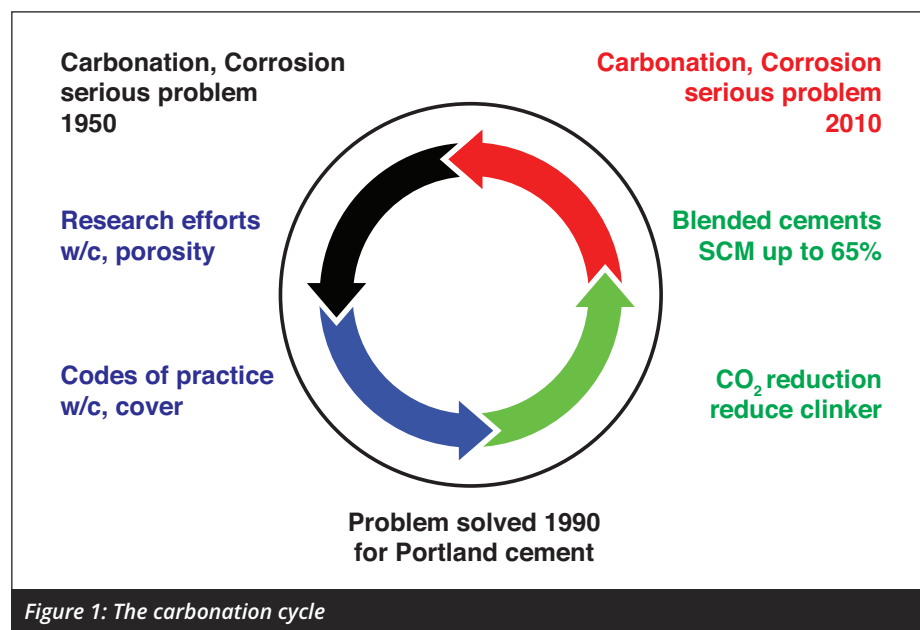 Carbonation, Corrosion
serious problem
1950
Carbonation, Corrosion
serious problem
2010
Research efforts
w/c, porosity
Blended cements
SCM up to 65%
Codes of practice
w/c, cover
CO₂ reduction
reduce clinker
Problem solved 1990
for Portland cement
Figure 1: The carbonation cycle